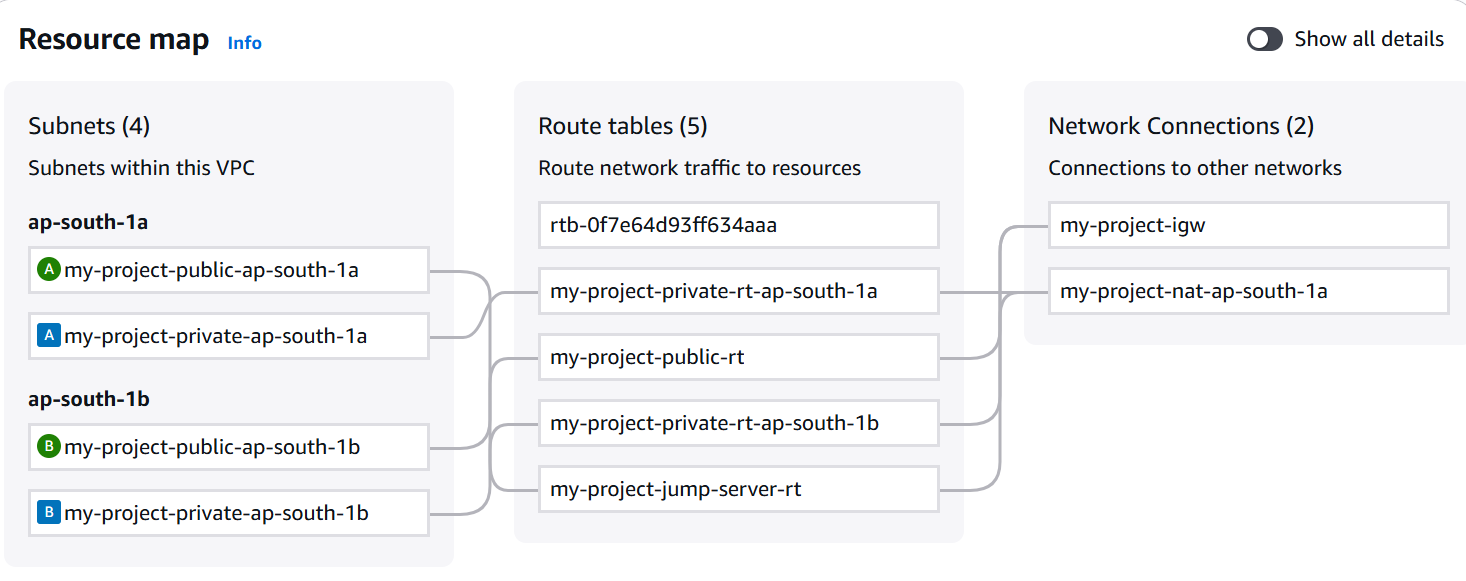 Resource map Info
Show all details
Subnets (4)
Subnets within this VPC
ap-south-1a
A my-project-public-ap-south-1a
A my-project-private-ap-south-1a
ap-south-1b
B my-project-public-ap-south-1b
B my-project-private-ap-south-1b
Route tables (5)
Route network traffic to resources
rtb-0f7e64d93ff634aaa
my-project-private-rt-ap-south-1a
my-project-public-rt
my-project-private-rt-ap-south-1b
my-project-jump-server-rt
Network Connections (2)
Connections to other networks
my-project-igw
my-project-nat-ap-south-1a